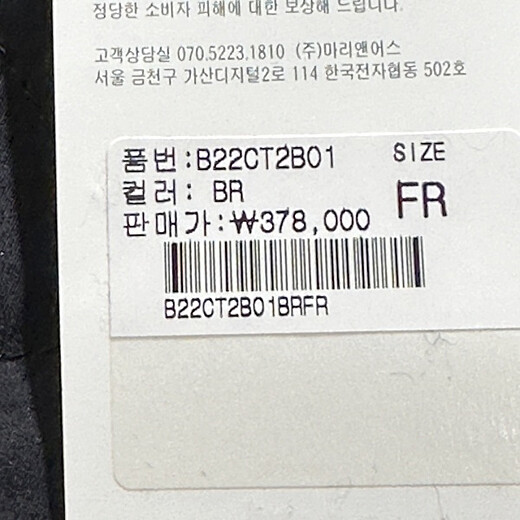 정당한 소비자 피해에 대한 보상해 드립니다.
고객상담실 070.5223.1810 (주)마리앤어스
서울 금천구 가산디지털2로 114 한국전자협동 502호
품번:B22CT2B01 SIZE
컬러: BR FR
판매가:₩378,000
B22CT2B01BRFR